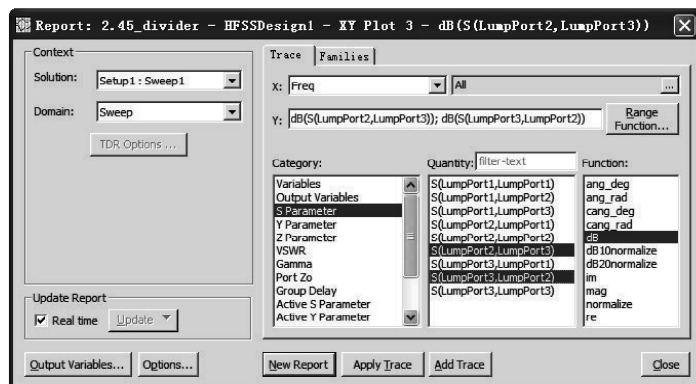 Report: 2.45_divider - HFSSDesign1 - XY Plot 3 - dB(S(LumpPort2,LumpPort3))
Context
Solution: Setup1 : Sweep1
Domain: Sweep
TDR Options ...
Update Report
Real time Update
Output Variables... Options...
Trace Families
X: Freq All ...
Y: dB(S(LumpPort2,LumpPort3)); dB(S(LumpPort3,LumpPort2)) Range Function...
Category:
Variables
Output Variables
S Parameter
Y Parameter
Z Parameter
VSWR
Gamma
Port Zo
Group Delay
Active S Parameter
Active Y Parameter
Quantity: filter-text
S(LumpPort1,LumpPort1)
S(LumpPort1,LumpPort2)
S(LumpPort1,LumpPort3)
S(LumpPort2,LumpPort1)
S(LumpPort2,LumpPort2)
S(LumpPort2,LumpPort3)
S(LumpPort3,LumpPort1)
S(LumpPort3,LumpPort2)
S(LumpPort3,LumpPort3)
Function:
ang_deg
ang_rad
cang_deg
cang_rad
dB
dB10normalize
dB20normalize
im
mag
normalize
re
New Report Apply Trace Add Trace Close